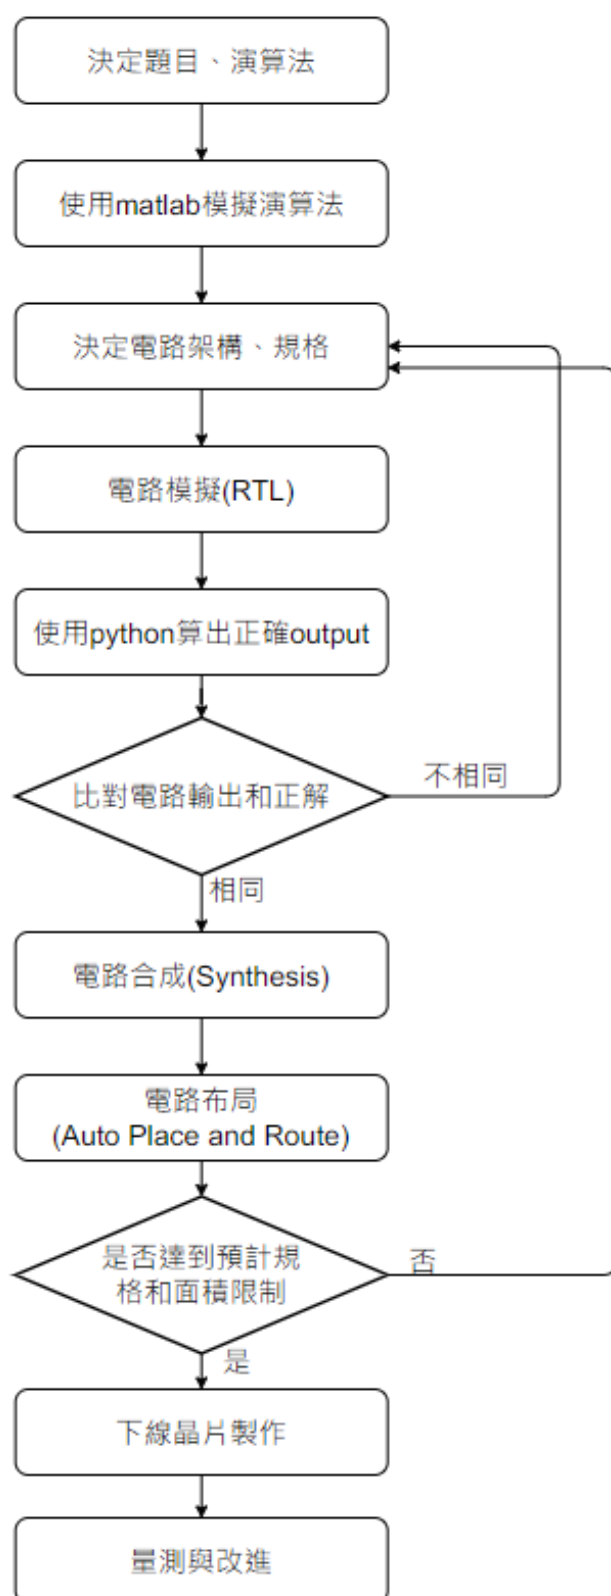 決定題目、演算法
使用matlab模擬演算法
決定電路架構、規格
電路模擬(RTL)
使用python算出正確output
比對電路輸出和正解
不相同
相同
電路合成(Synthesis)
電路布局
(Auto Place and Route)
是否達到預計規
格和面積限制
否
是
下線晶片製作
量測與改進